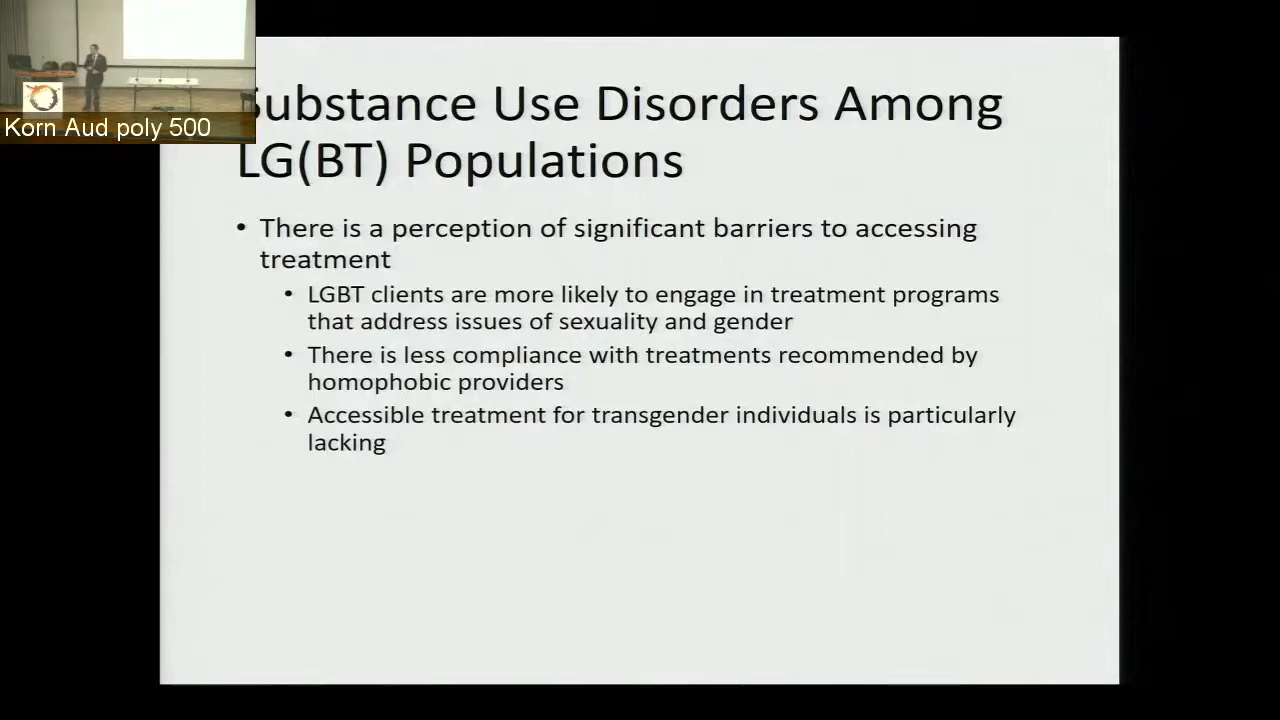 Korn Aud poly 500
Substance Use Disorders Among
LG(BT) Populations
• There is a perception of significant barriers to accessing
treatment
• LGBT clients are more likely to engage in treatment programs
that address issues of sexuality and gender
• There is less compliance with treatments recommended by
homophobic providers
• Accessible treatment for transgender individuals is particularly
lacking